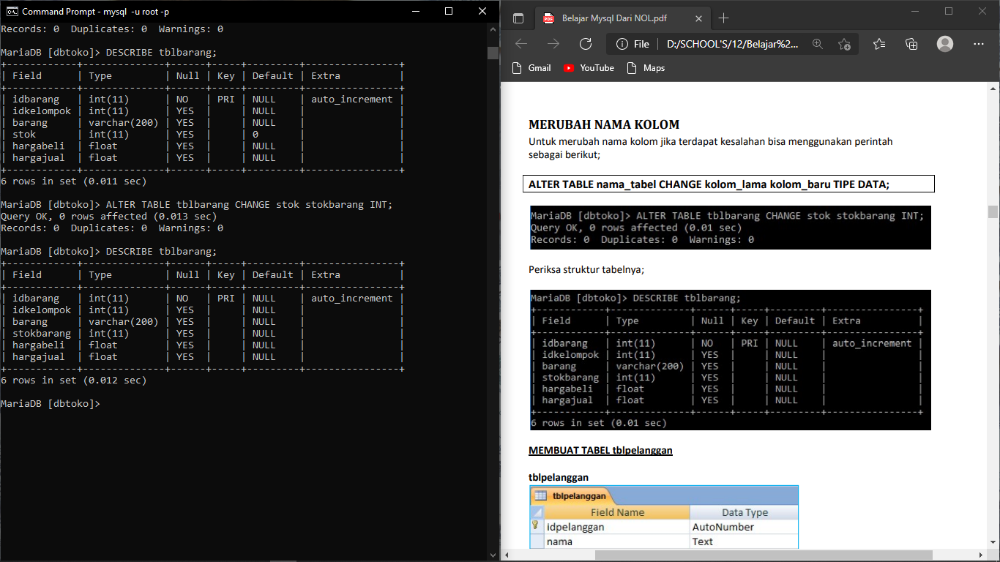 Command Prompt - mysql -u root -p
Records: 0  Duplicates: 0  Warnings: 0
MariaDB [dbtoko]> DESCRIBE tblbarang;
+------------+--------------+------+-----+---------+----------------+
| Field      | Type         | Null | Key | Default | Extra          |
+------------+--------------+------+-----+---------+----------------+
| idbarang   | int(11)      | NO   | PRI | NULL    | auto_increment |
| idkelompok | int(11)      | YES  |     | NULL    |                |
| barang     | varchar(200) | YES  |     | NULL    |                |
| stok       | int(11)      | YES  |     | 0       |                |
| hargabeli  | float        | YES  |     | NULL    |                |
| hargajual  | float        | YES  |     | NULL    |                |
+------------+--------------+------+-----+---------+----------------+
6 rows in set (0.011 sec)
MariaDB [dbtoko]> ALTER TABLE tblbarang CHANGE stok stokbarang INT;
Query OK, 0 rows affected (0.013 sec)
Records: 0  Duplicates: 0  Warnings: 0
MariaDB [dbtoko]> DESCRIBE tblbarang;
+------------+--------------+------+-----+---------+----------------+
| Field      | Type         | Null | Key | Default | Extra          |
+------------+--------------+------+-----+---------+----------------+
| idbarang   | int(11)      | NO   | PRI | NULL    | auto_increment |
| idkelompok | int(11)      | YES  |     | NULL    |                |
| barang     | varchar(200) | YES  |     | NULL    |                |
| stokbarang | int(11)      | YES  |     | NULL    |                |
| hargabeli  | float        | YES  |     | NULL    |                |
| hargajual  | float        | YES  |     | NULL    |                |
+------------+--------------+------+-----+---------+----------------+
6 rows in set (0.012 sec)
MariaDB [dbtoko]>
Belajar Mysql Dari NOL.pdf
File | D:/SCHOOL'S/12/Belajar%2...
Gmail YouTube Maps
MERUBAH NAMA KOLOM
Untuk merubah nama kolom jika terdapat kesalahan bisa menggunakan perintah
sebagai berikut;
ALTER TABLE nama_tabel CHANGE kolom_lama kolom_baru TIPE DATA;
MariaDB [dbtoko]> ALTER TABLE tblbarang CHANGE stok stokbarang INT;
Query OK, 0 rows affected (0.01 sec)
Records: 0  Duplicates: 0  Warnings: 0
Periksa struktur tabelnya;
MariaDB [dbtoko]> DESCRIBE tblbarang;
+------------+--------------+------+-----+---------+----------------+
| Field      | Type         | Null | Key | Default | Extra          |
+------------+--------------+------+-----+---------+----------------+
| idbarang   | int(11)      | NO   | PRI | NULL    | auto_increment |
| idkelompok | int(11)      | YES  |     | NULL    |                |
| barang     | varchar(200) | YES  |     | NULL    |                |
| stokbarang | int(11)      | YES  |     | NULL    |                |
| hargabeli  | float        | YES  |     | NULL    |                |
| hargajual  | float        | YES  |     | NULL    |                |
+------------+--------------+------+-----+---------+----------------+
6 rows in set (0.01 sec)
MEMBUAT TABEL tblpelanggan
tblpelanggan
tblpelanggan
Field Name Data Type
idpelanggan AutoNumber
nama Text